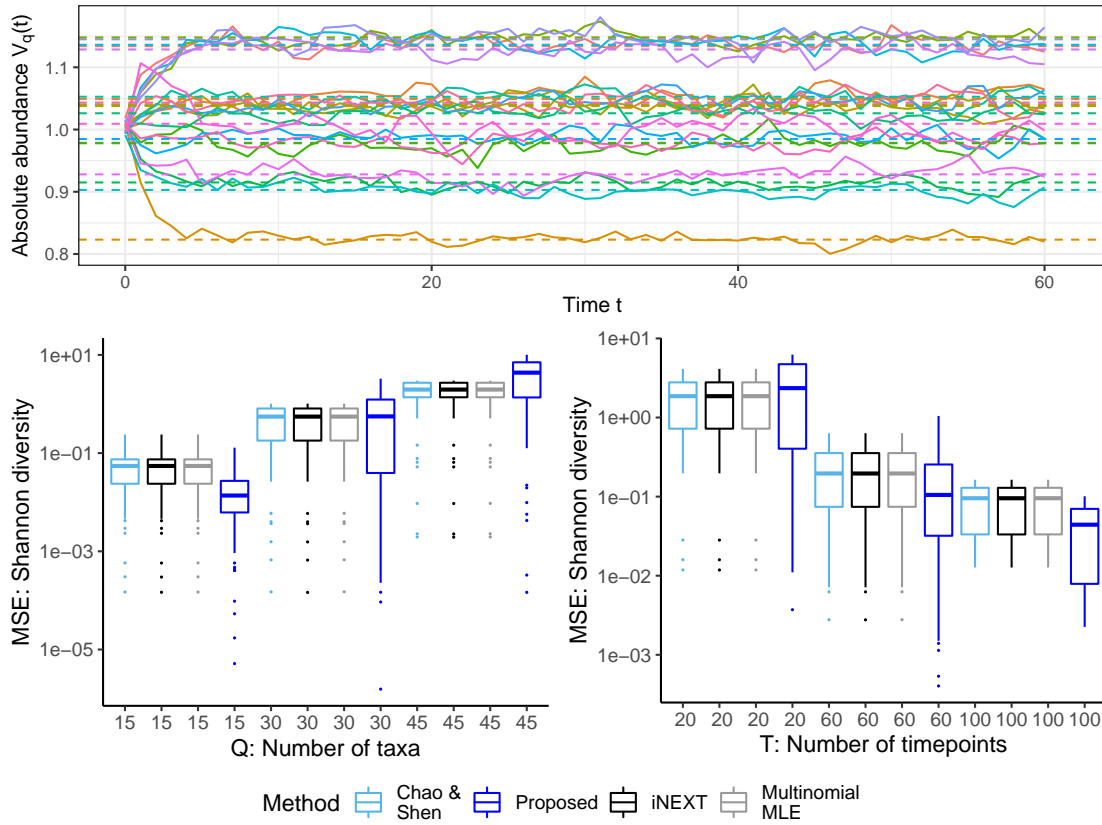 Absolute abundance V_q(t)
1.1
1.0
0.9
0.8
0
20
40
60
Time t
MSE: Shannon diversity
1e+01
1e−01
1e−03
1e−05
15 15 15 15 30 30 30 30 45 45 45 45
Q: Number of taxa
MSE: Shannon diversity
1e+01
1e+00
1e−01
1e−02
1e−03
20 20 20 20 60 60 60 60 100 100 100 100
T: Number of timepoints
Method
Chao &
Shen
Proposed
iNEXT
Multinomial
MLE